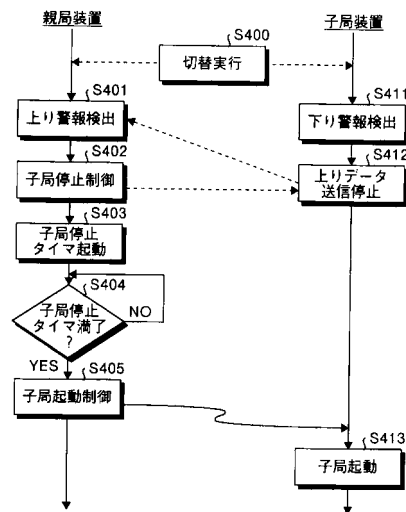 親局装置
子局装置
S400
切替実行
S401
上り警報検出
S411
下り警報検出
S402
子局停止制御
S412
上りデータ
送信停止
S403
子局停止
タイマ起動
S404
子局停止
タイマ満了
?
NO
YES
S405
子局起動制御
S413
子局起動